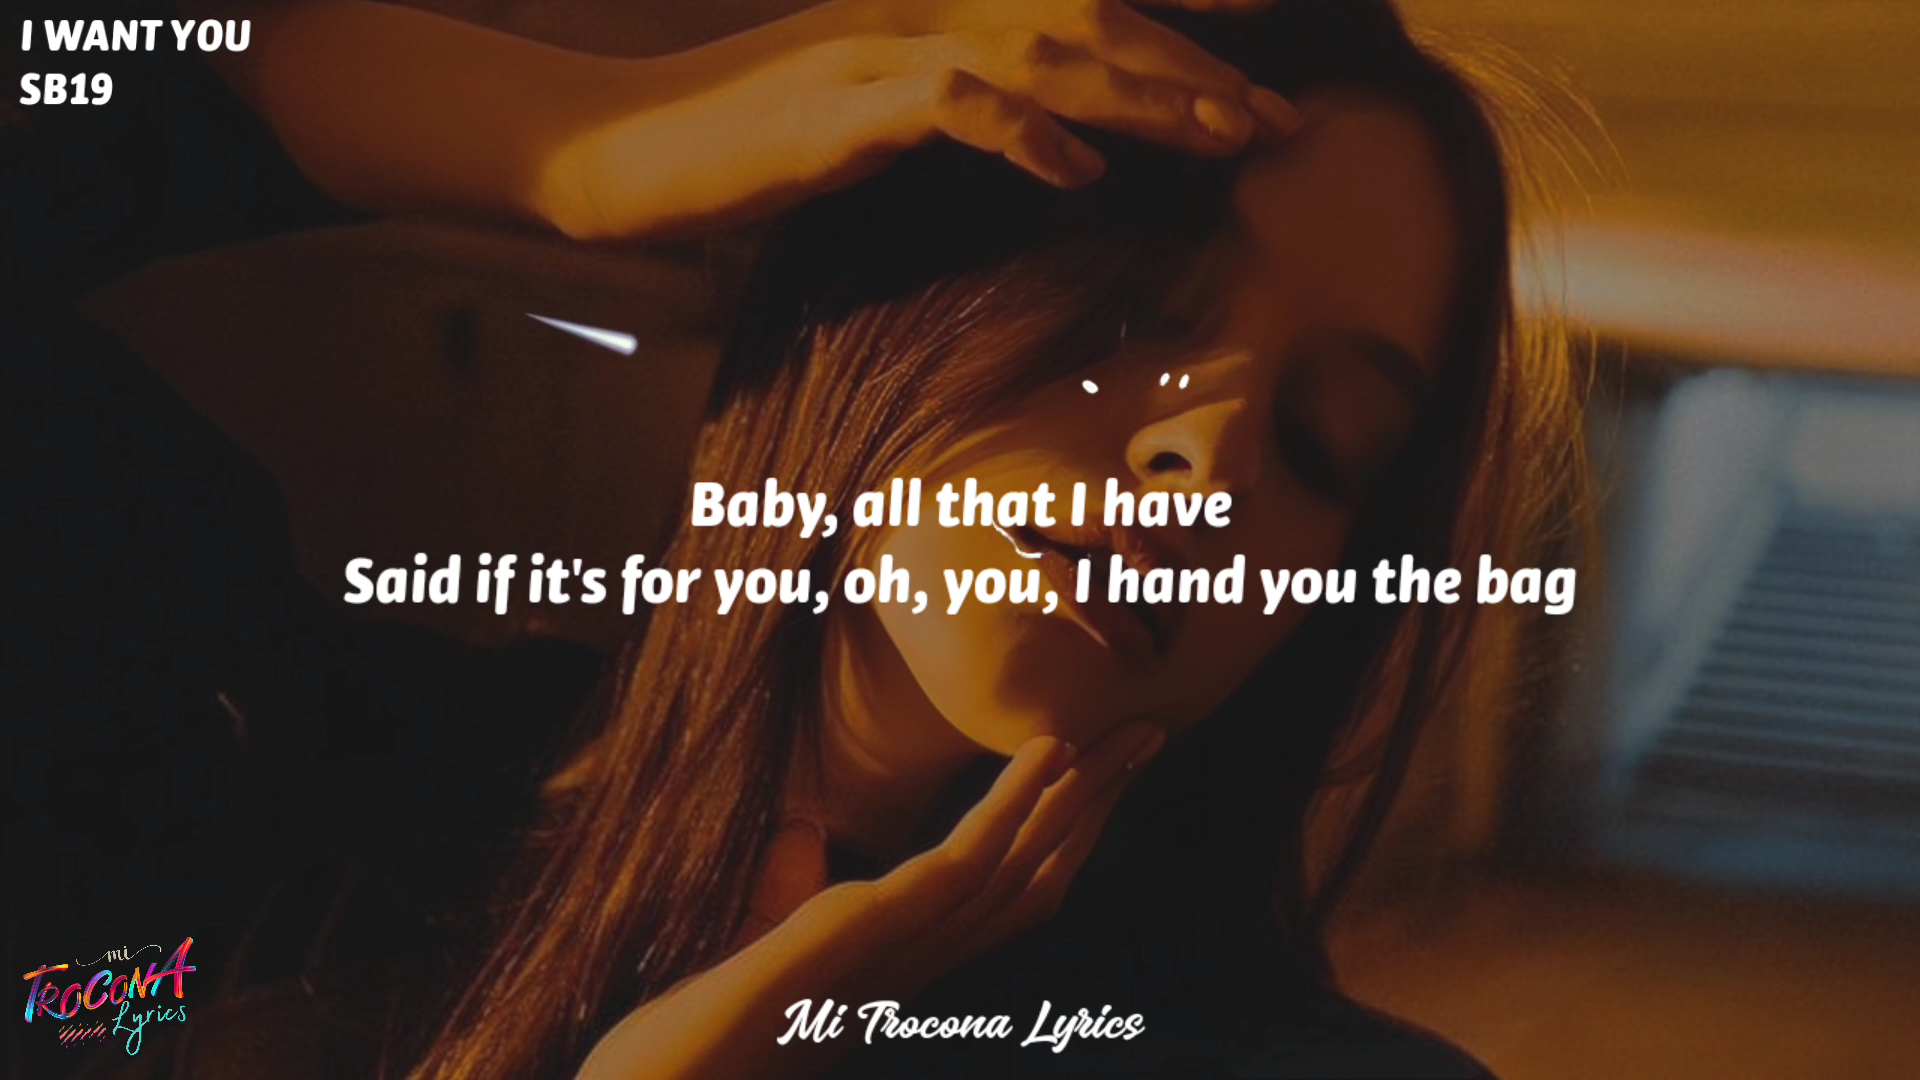 I WANT YOU
SB19
Baby, all that I have
Said if it's for you, oh, you, I hand you the bag
mi
TROCONA
Lyrics
Mi Trocona Lyrics